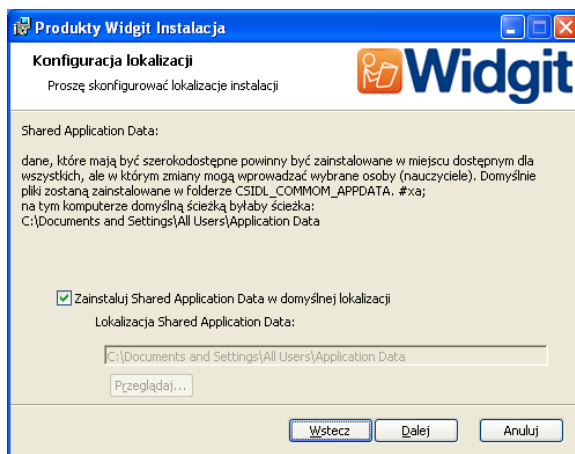 Produkty Widgit Instalacja
Konfiguracja lokalizacji
Proszę skonfigurować lokalizacje instalacji
Widgit
Shared Application Data:
dane, które mają być szerokodostępne powinny być zainstalowane w miejscu dostępnym dla
wszystkich, ale w którym zmiany mogą wprowadzać wybrane osoby (nauczyciele). Domyślnie
pliki zostaną zainstalowane w folderze CSIDL_COMMOM_APPDATA. #xa;
na tym komputerze domyślną ścieżką byłaby ścieżka:
C:\Documents and Settings\All Users\Application Data
Zainstaluj Shared Application Data w domyślnej lokalizacji
Lokalizacja Shared Application Data:
C:\Documents and Settings\All Users\Application Data
Przeglądaj...
Wstecz
Dalej
Anuluj